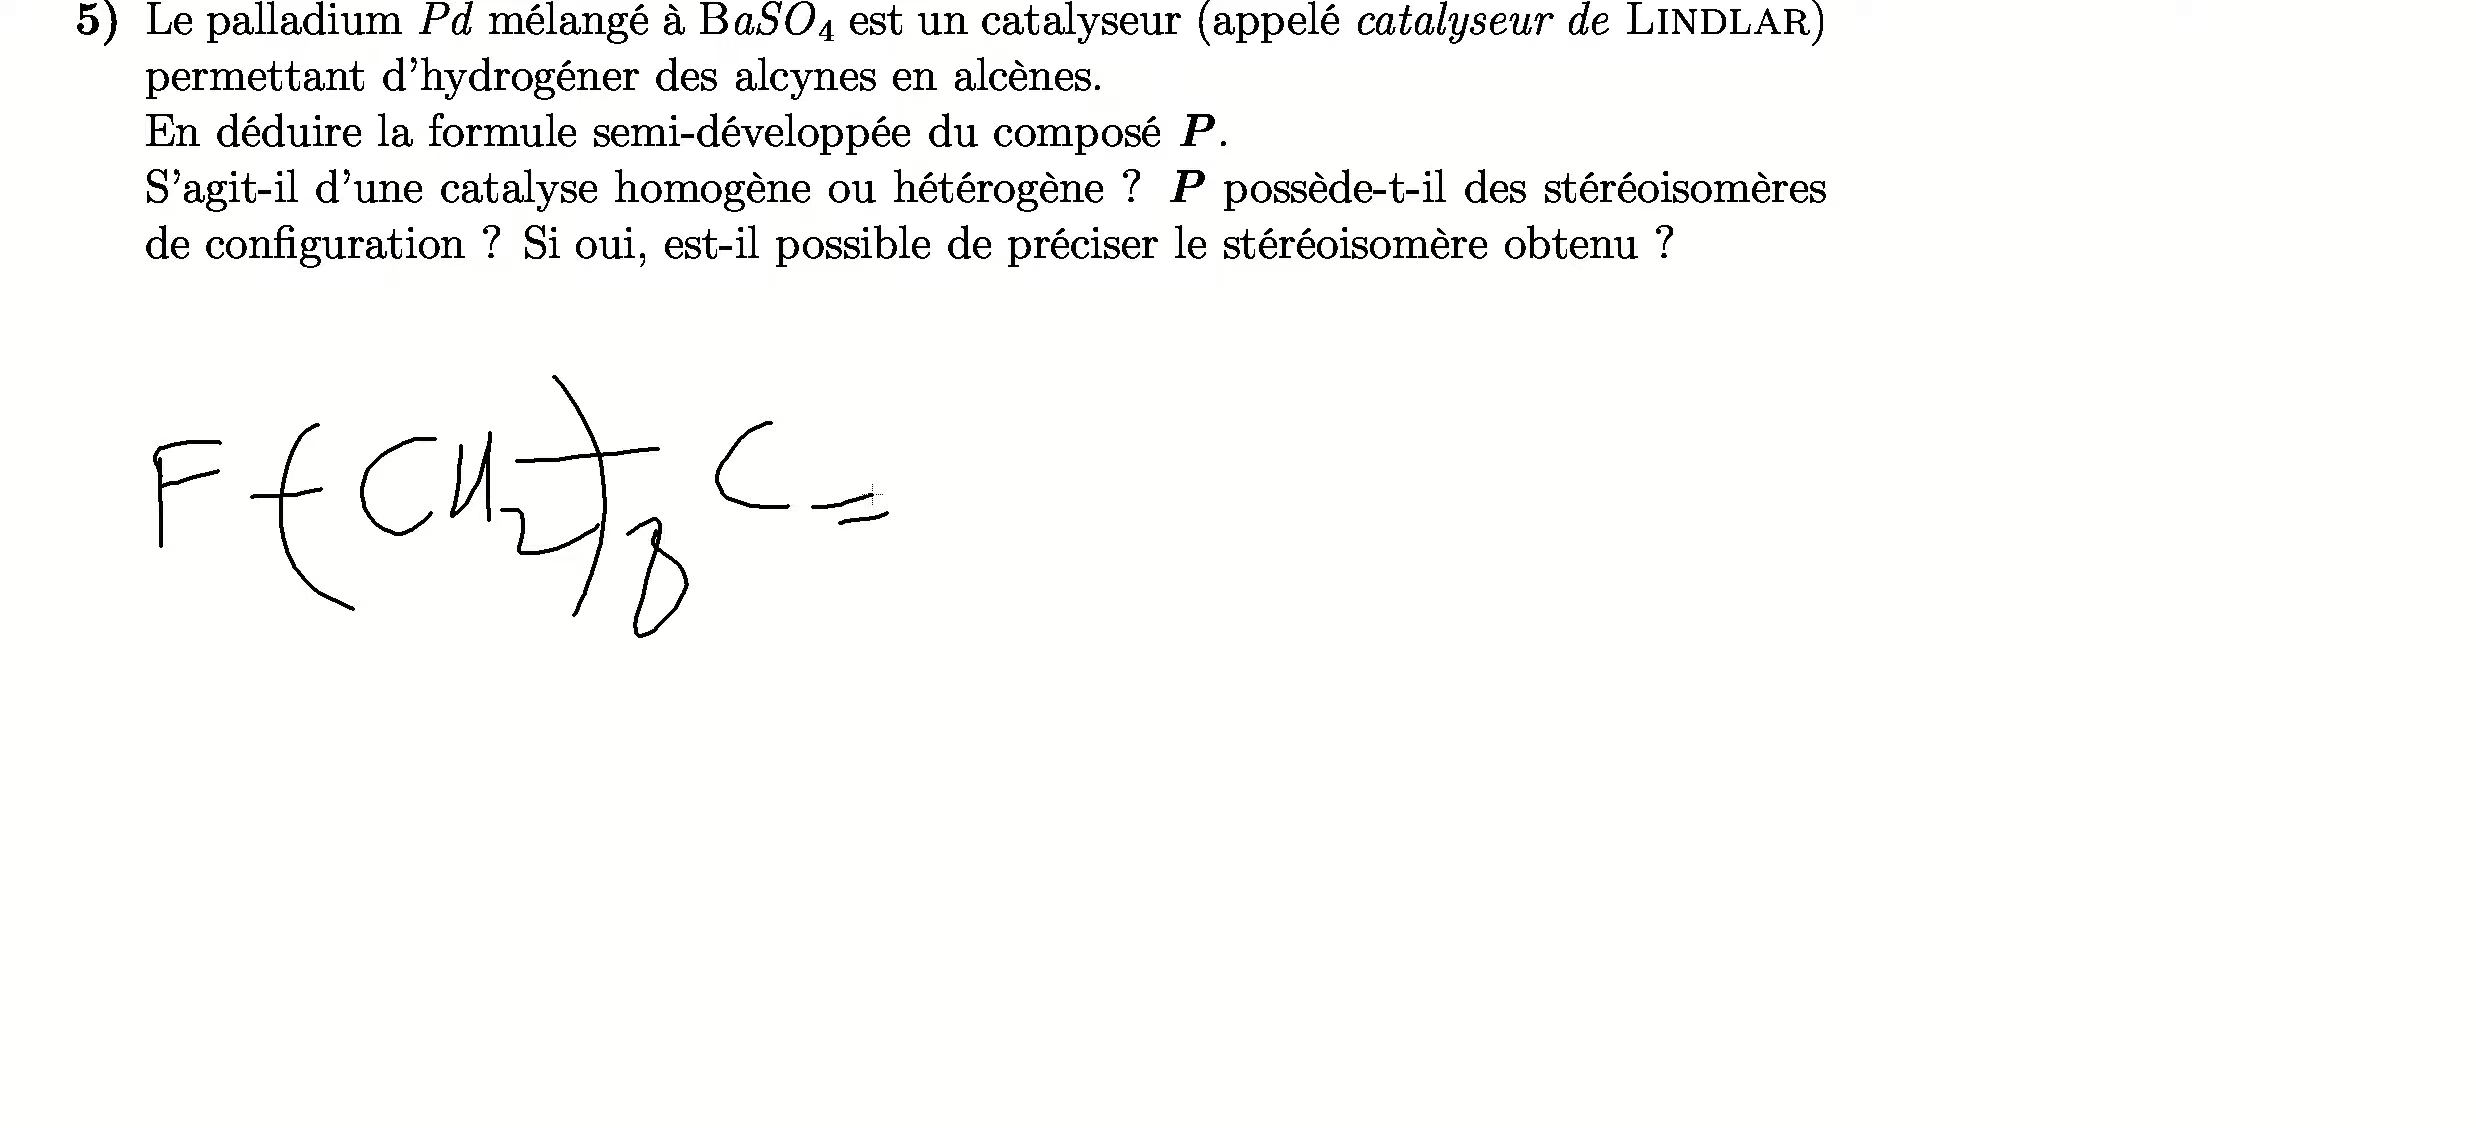 5) Le palladium Pd mélangé à BaSO₄ est un catalyseur (appelé catalyseur de LINDLAR)
permettant d'hydrogéner des alcynes en alcènes.
En déduire la formule semi-développée du composé P.
S'agit-il d'une catalyse homogène ou hétérogène ? P possède-t-il des stéréoisomères
de configuration ? Si oui, est-il possible de préciser le stéréoisomère obtenu ?
F-(CH₂)₈-C=